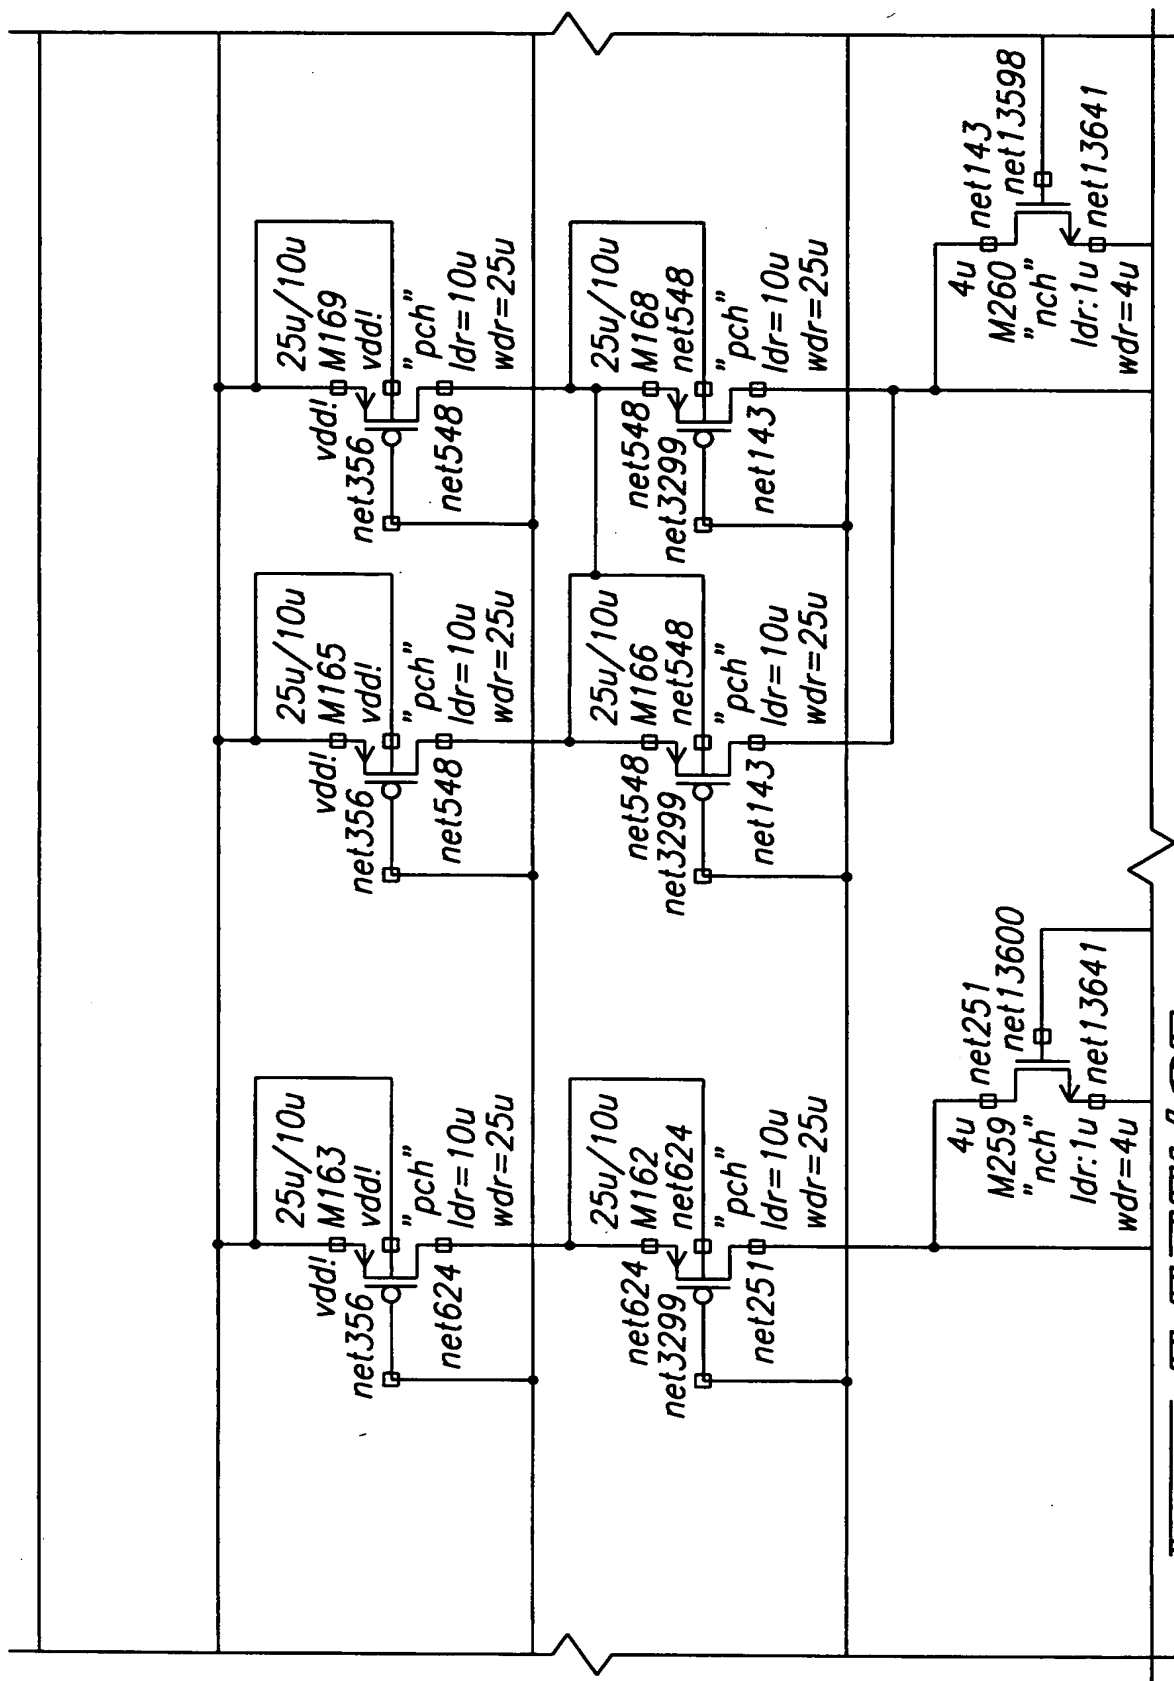 25u/10u
M163
vdd!
vdd!
net356
"pch"
ldr=10u
wdr=25u
net624
25u/10u
M165
vdd!
vdd!
net356
"pch"
ldr=10u
wdr=25u
net548
25u/10u
M169
vdd!
vdd!
net356
"pch"
ldr=10u
wdr=25u
net548
25u/10u
M162
net624
net624
net3299
"pch"
ldr=10u
wdr=25u
net251
25u/10u
M166
net548
net548
net3299
"pch"
ldr=10u
wdr=25u
net143
25u/10u
M168
net548
net548
net3299
"pch"
ldr=10u
wdr=25u
net143
4u
M259
"nch"
ldr:1u
wdr=4u
net251
net13600
net13641
4u
M260
"nch"
ldr:1u
wdr=4u
net143
net13598
net13641